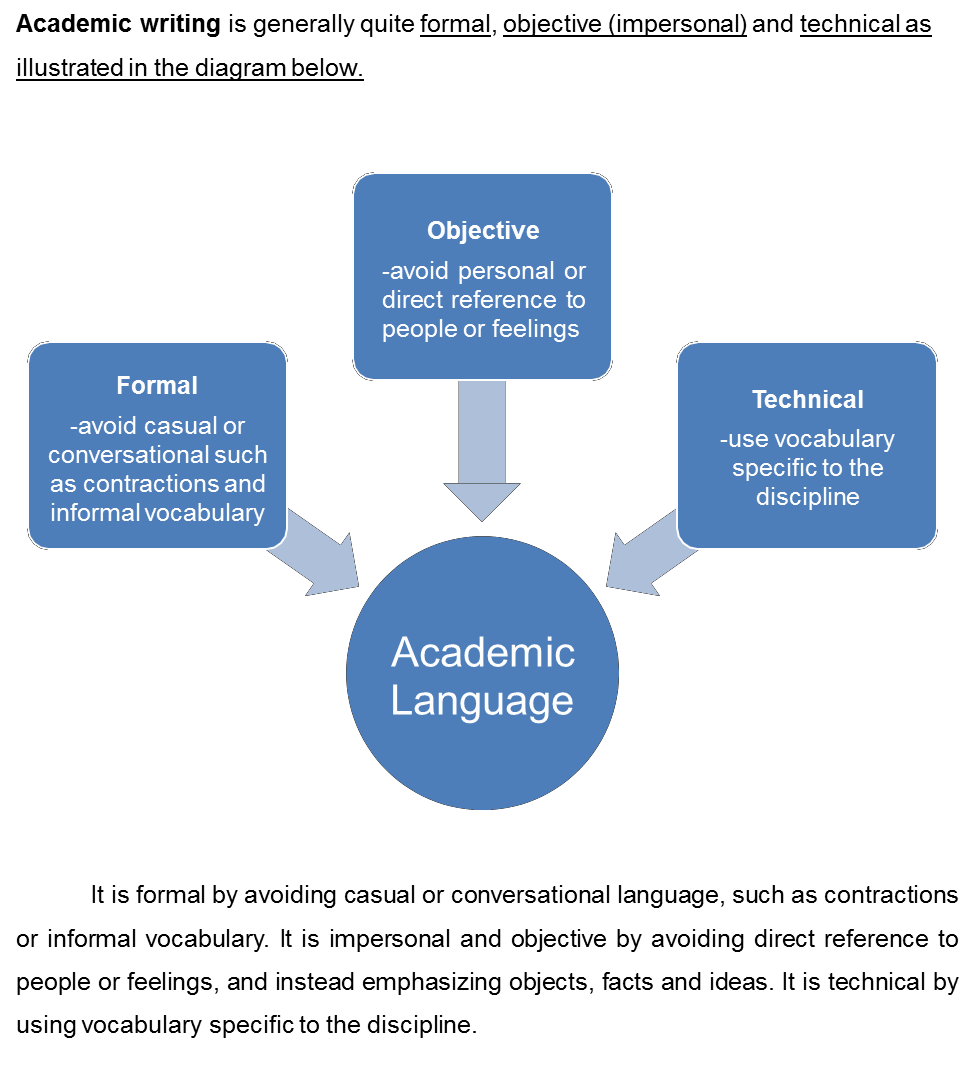 Academic writing is generally quite formal, objective (impersonal) and technical as
illustrated in the diagram below.
Objective
-avoid personal or
direct reference to
people or feelings
Formal
-avoid casual or
conversational such
as contractions and
informal vocabulary
Technical
-use vocabulary
specific to the
discipline
Academic
Language
It is formal by avoiding casual or conversational language, such as contractions
or informal vocabulary. It is impersonal and objective by avoiding direct reference to
people or feelings, and instead emphasizing objects, facts and ideas. It is technical by
using vocabulary specific to the discipline.